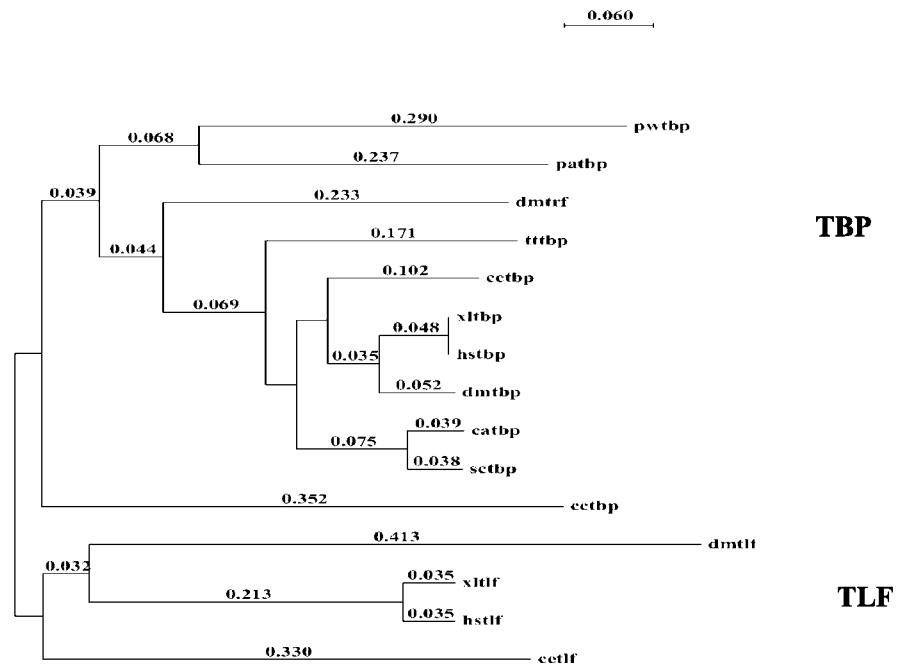 0.060
0.290
pwtbp
0.068
0.237
patbp
0.039
0.233
dmtrf
TBP
0.044
0.171
tttbp
0.102
cctbp
0.069
xltbp
0.048
hstbp
0.035
0.052
dmtbp
0.039
catbp
0.075
0.038
sctbp
0.352
cctbp
0.413
dmtlf
0.032
0.035
xltlf
0.213
TLF
0.035
hstlf
0.330
cetlf